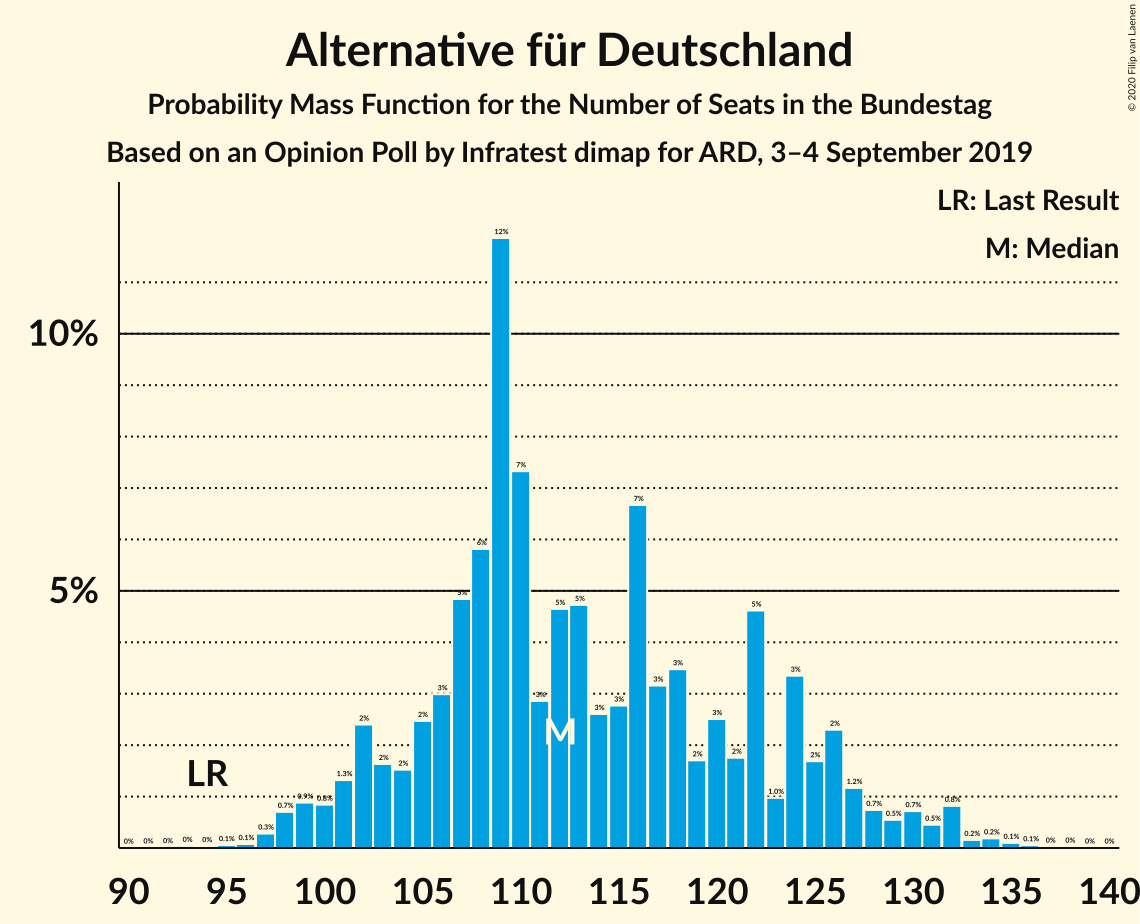 © 2020 Filip van Laenen
Alternative für Deutschland
Probability Mass Function for the Number of Seats in the Bundestag
Based on an Opinion Poll by Infratest dimap for ARD, 3–4 September 2019
LR: Last Result
M: Median
10%
5%
0% 0% 0% 0% 0% 0.1% 0.1% 0.3% 0.7% 0.9% 0.8% 1.3% 2% 2% 2% 2% 3% 5% 6% 12% 7% 3% 5% 5% 3% 3% 7% 3% 3% 2% 3% 2% 5% 1.0% 3% 2% 2% 1.2% 0.7% 0.5% 0.7% 0.5% 0.8% 0.2% 0.2% 0.1% 0.1% 0% 0% 0% 0%
LR
M
90 95 100 105 110 115 120 125 130 135 140